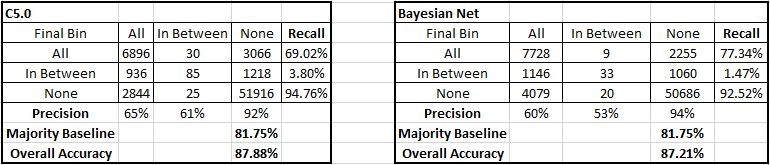 C5.0
Final Bin All In Between None Recall
All 6896 30 3066 69.02%
In Between 936 85 1218 3.80%
None 2844 25 51916 94.76%
Precision 65% 61% 92%
Majority Baseline 81.75%
Overall Accuracy 87.88%
Bayesian Net
Final Bin All In Between None Recall
All 7728 9 2255 77.34%
In Between 1146 33 1060 1.47%
None 4079 20 50686 92.52%
Precision 60% 53% 94%
Majority Baseline 81.75%
Overall Accuracy 87.21%